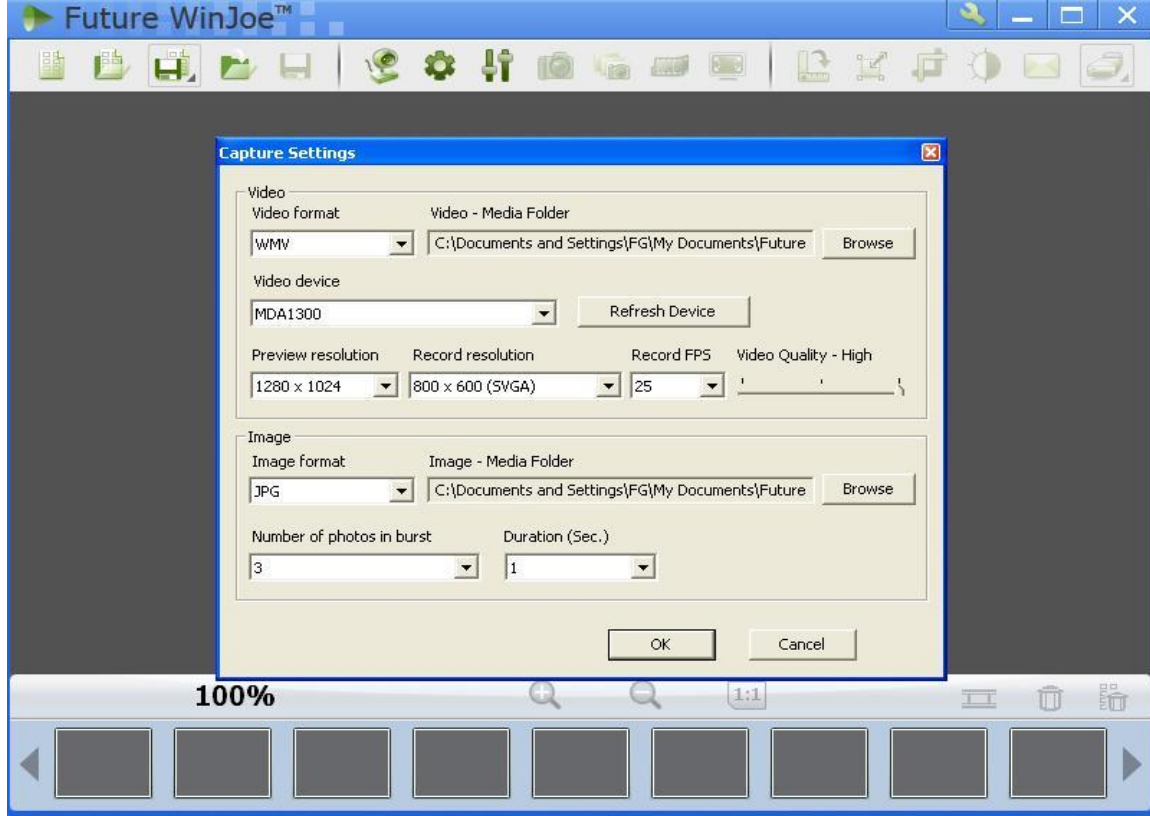 Future WinJoe™
Capture Settings
Video
Video format
Video - Media Folder
WMV
C:\Documents and Settings\FG\My Documents\Future
Browse
Video device
MDA1300
Refresh Device
Preview resolution
Record resolution
Record FPS
Video Quality - High
1280 x 1024
800 x 600 (SVGA)
25
Image
Image format
Image - Media Folder
JPG
C:\Documents and Settings\FG\My Documents\Future
Browse
Number of photos in burst
Duration (Sec.)
3
1
OK
Cancel
100%
1:1